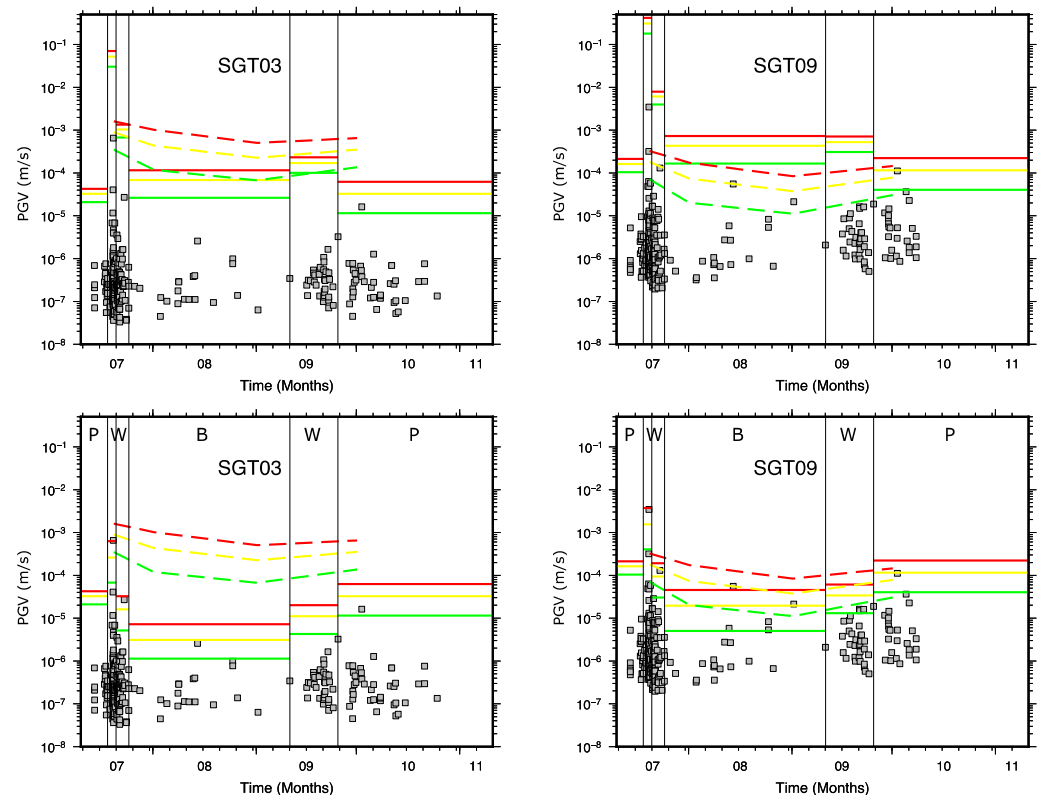 SGT03
PGV (m/s)
10⁻¹
10⁻²
10⁻³
10⁻⁴
10⁻⁵
10⁻⁶
10⁻⁷
10⁻⁸
07 08 09 10 11
Time (Months)
SGT09
PGV (m/s)
10⁻¹
10⁻²
10⁻³
10⁻⁴
10⁻⁵
10⁻⁶
10⁻⁷
10⁻⁸
07 08 09 10 11
Time (Months)
P W B W P
SGT03
PGV (m/s)
10⁻¹
10⁻²
10⁻³
10⁻⁴
10⁻⁵
10⁻⁶
10⁻⁷
10⁻⁸
07 08 09 10 11
Time (Months)
P W B W P
SGT09
PGV (m/s)
10⁻¹
10⁻²
10⁻³
10⁻⁴
10⁻⁵
10⁻⁶
10⁻⁷
10⁻⁸
07 08 09 10 11
Time (Months)